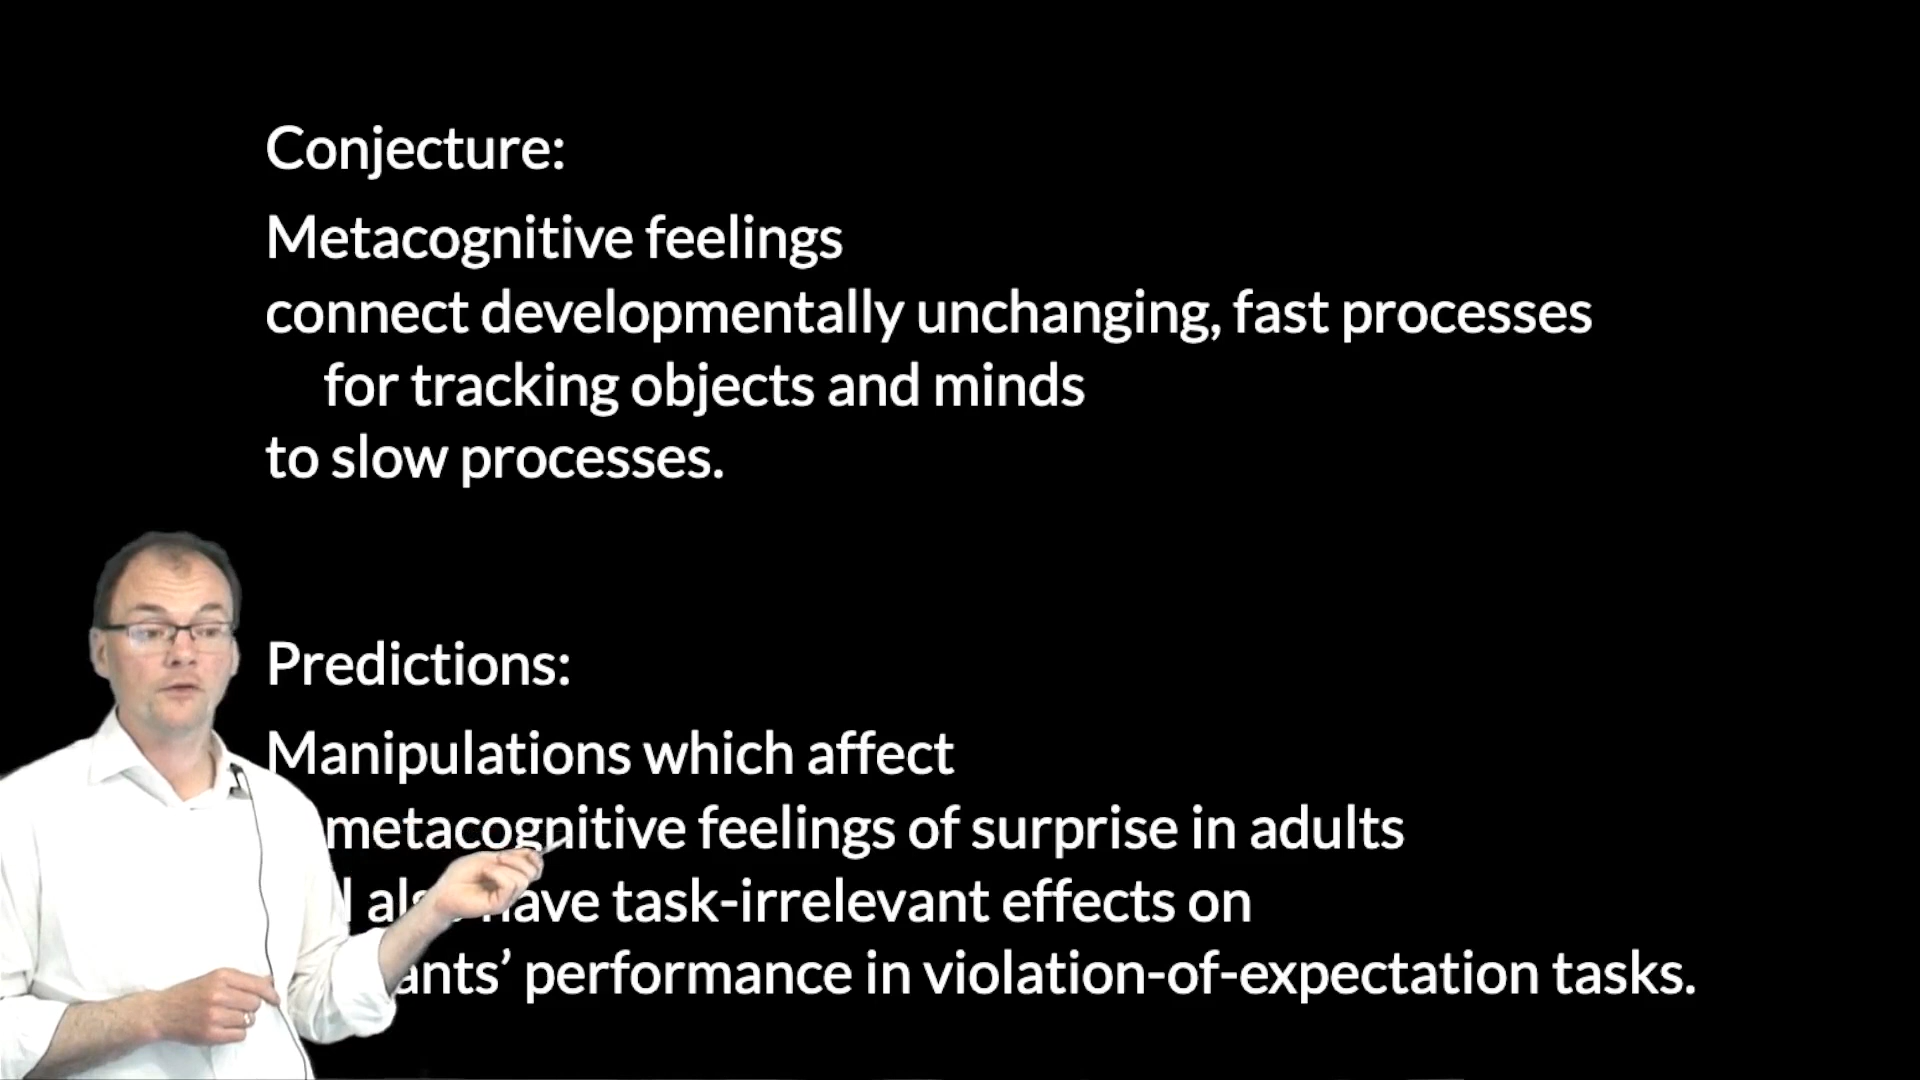 Conjecture:
Metacognitive feelings
connect developmentally unchanging, fast processes
for tracking objects and minds
to slow processes.
Predictions:
Manipulations which affect
metacognitive feelings of surprise in adults
have task-irrelevant effects on
performance in violation-of-expectation tasks.